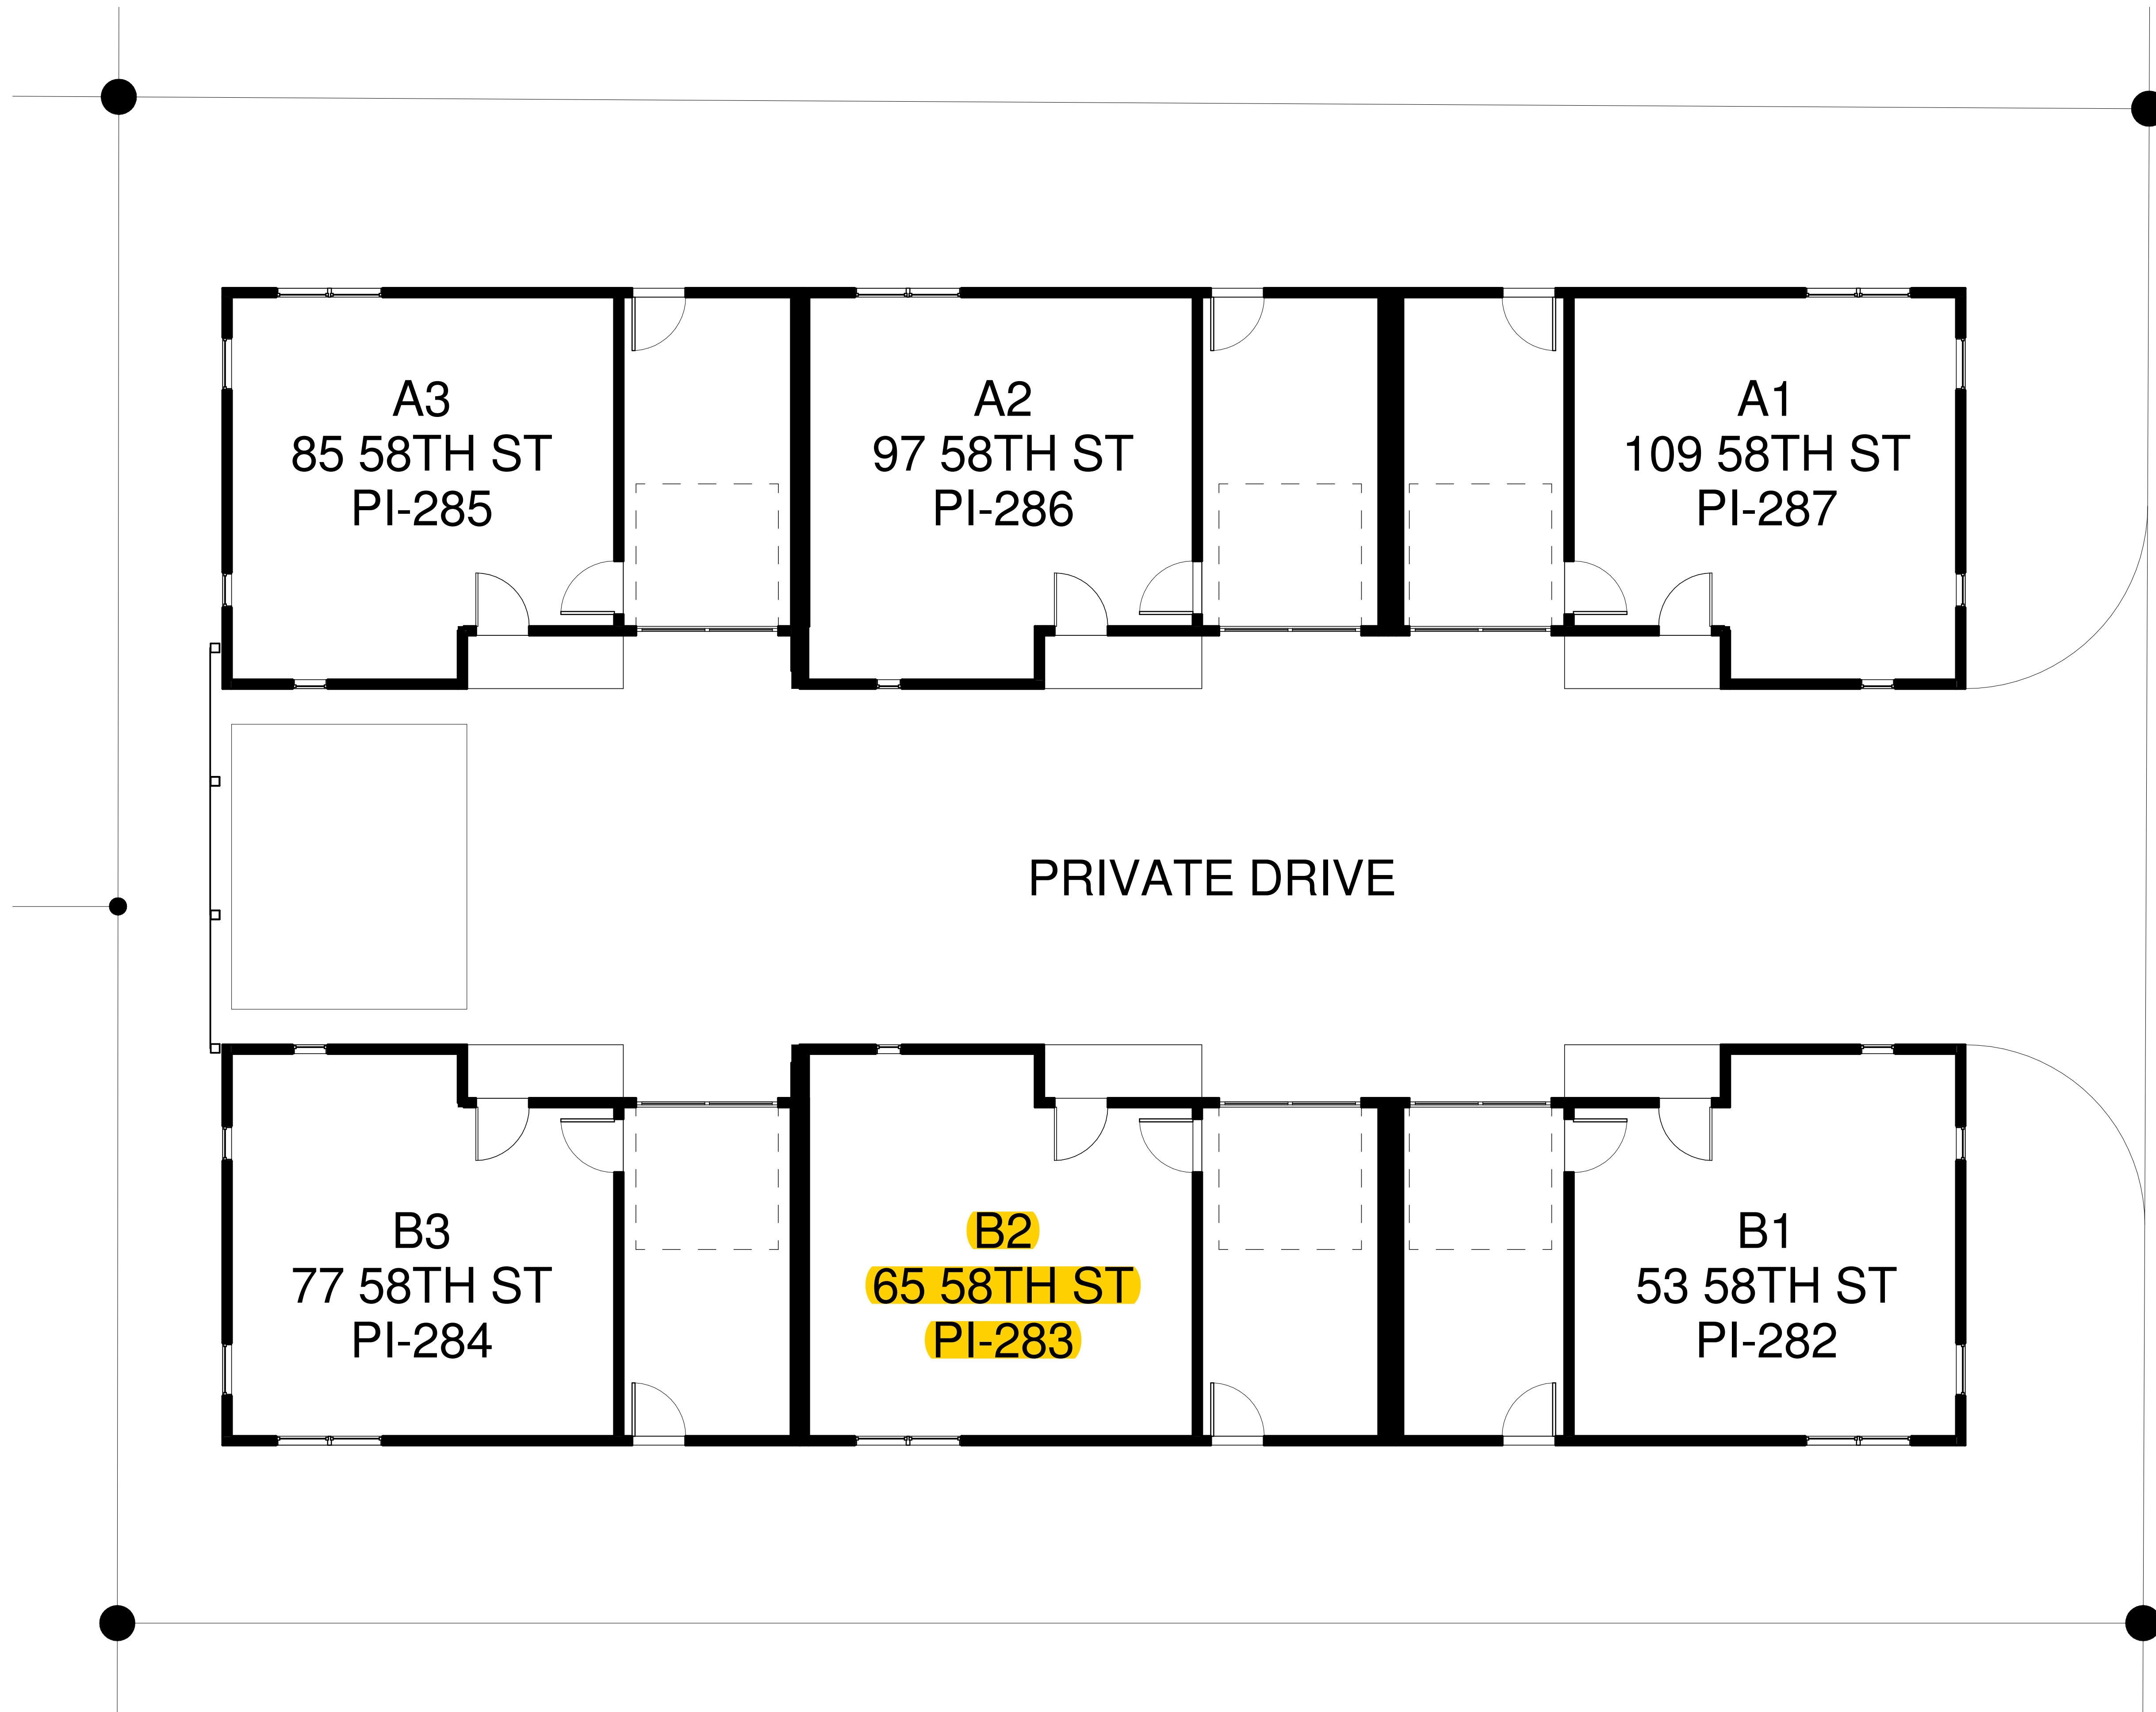 A3
85 58TH ST
PI-285
A2
97 58TH ST
PI-286
A1
109 58TH ST
PI-287
PRIVATE DRIVE
B3
77 58TH ST
PI-284
B2
65 58TH ST
PI-283
B1
53 58TH ST
PI-282